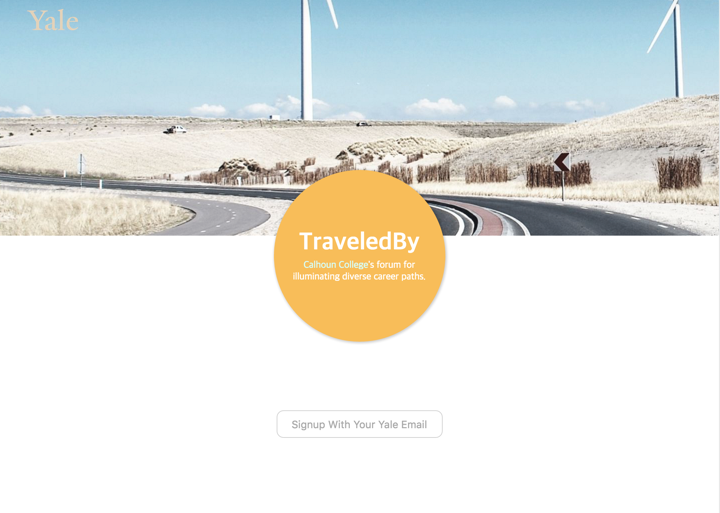 Yale
TraveledBy
Calhoun College's forum for
illuminating diverse career paths.
Signup With Your Yale Email